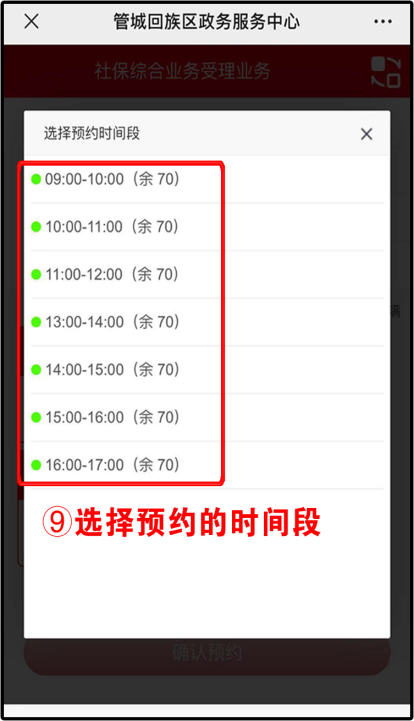 管城回族区政务服务中心
社保综合业务受理业务
选择预约时间段
09:00-10:00（余 70）
10:00-11:00（余 70）
11:00-12:00（余 70）
满
13:00-14:00（余 70）
14:00-15:00（余 70）
15:00-16:00（余 70）
16:00-17:00（余 70）
⑨选择预约的时间段
确认预约